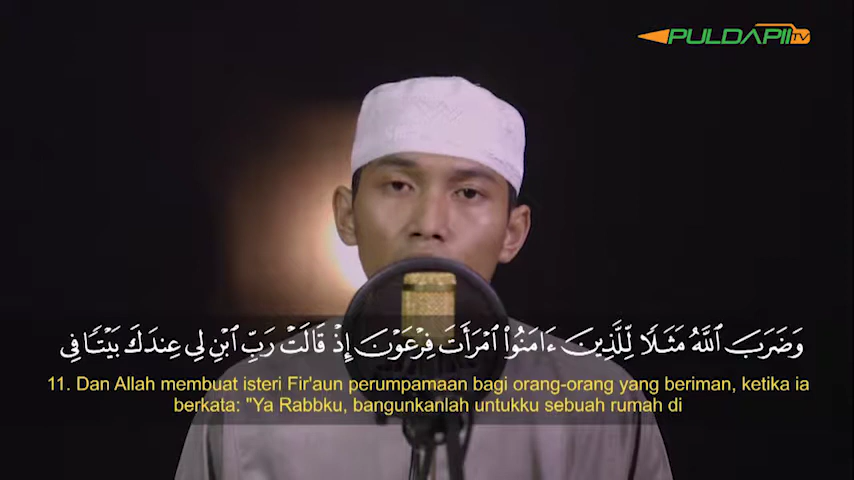 PULDAPII TV
وَضَرَبَ ٱللَّهُ مَثَلًا لِّلَّذِينَ ءَامَنُوا۟ ٱمْرَأَتَ فِرْعَوْنَ إِذْ قَالَتْ رَبِّ ٱبْنِ لِى عِندَكَ بَيْتًا فِى
11. Dan Allah membuat isteri Fir'aun perumpamaan bagi orang-orang yang beriman, ketika ia
berkata: "Ya Rabbku, bangunkanlah untukku sebuah rumah di